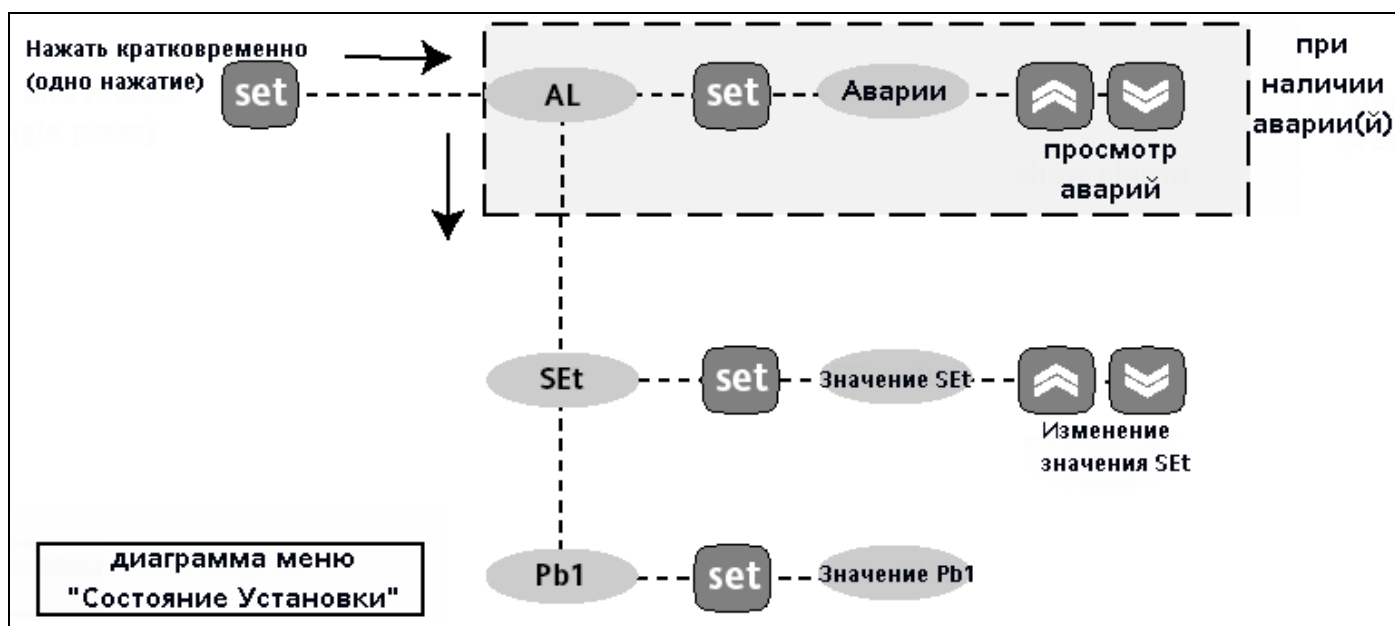 Нажать кратковременно
(одно нажатие)
set
AL
set
Аварии
просмотр
аварий
при
наличии
аварии(й)
SEt
set
Значение SEt
Изменение
значения SEt
Pb1
set
Значение Pb1
диаграмма меню
"Состояние Установки"